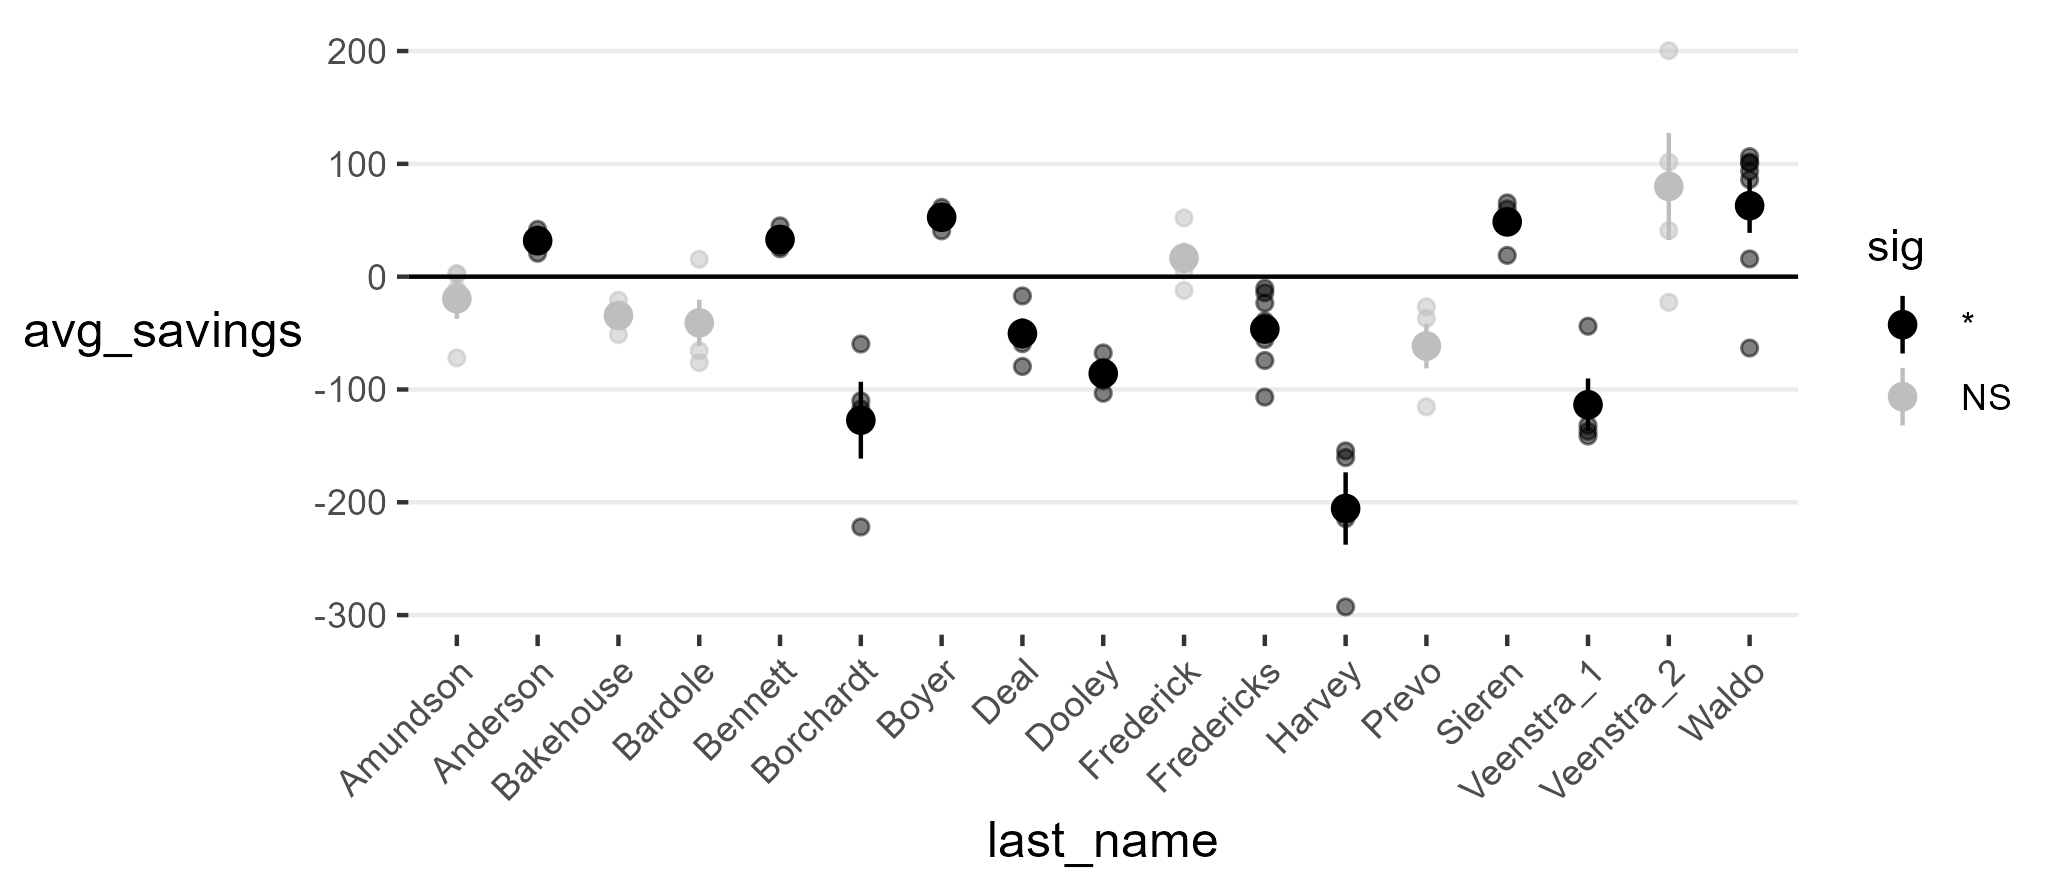 avg_savings
200
100
0
-100
-200
-300
Amundson
Anderson
Bakehouse
Bardole
Bennett
Borchardt
Boyer
Deal
Dooley
Frederick
Fredericks
Harvey
Prevo
Sieren
Veenstra_1
Veenstra_2
Waldo
last_name
sig
*
NS